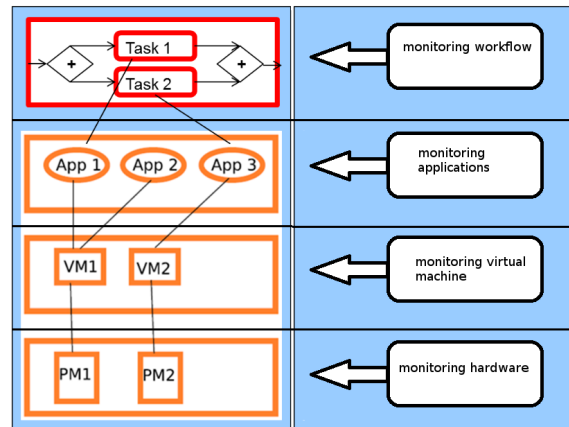 +
Task 1
+
Task 2
monitoring workflow
App 1
App 2
App 3
monitoring
applications
VM1
VM2
monitoring virtual
machine
PM1
PM2
monitoring hardware